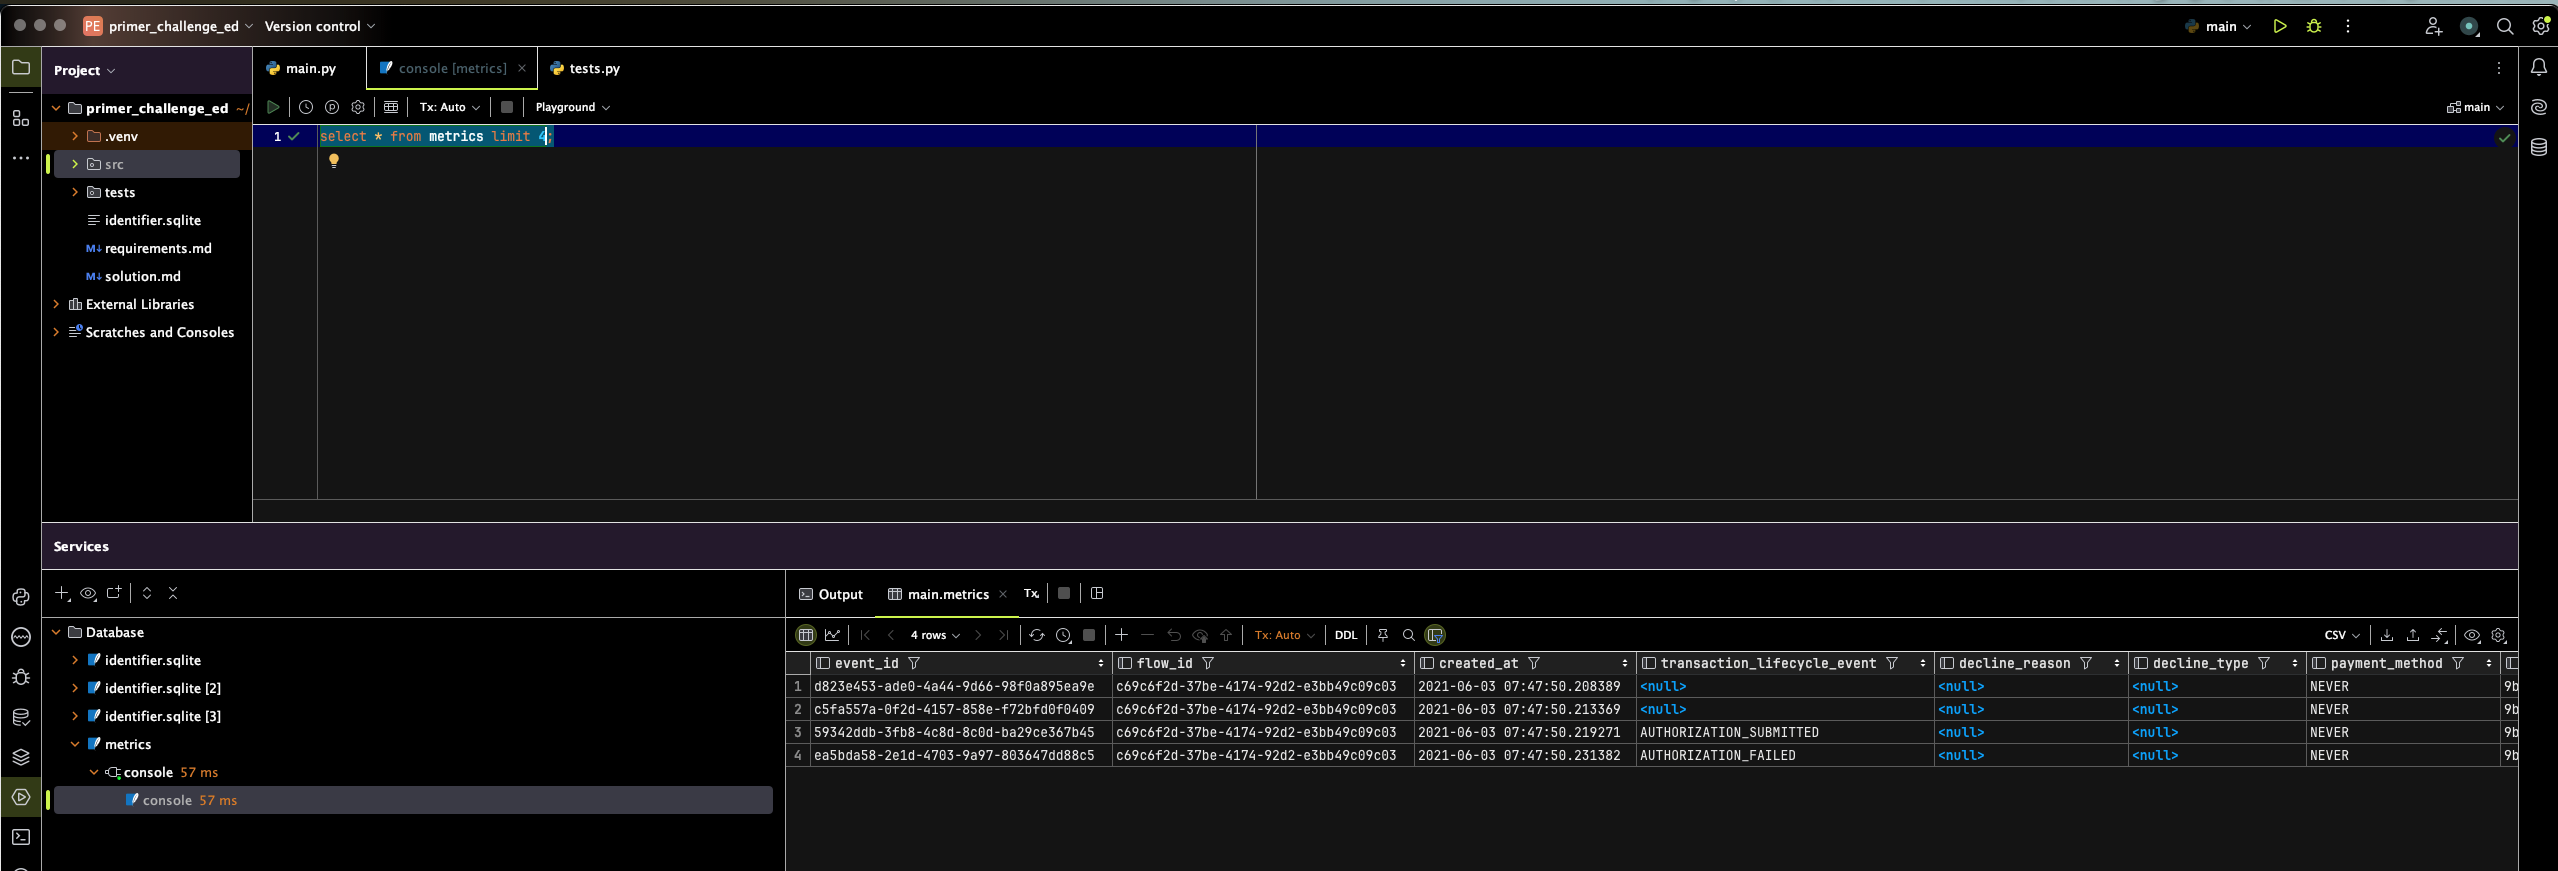 PE primer_challenge_ed Version control main
Project main.py console [metrics] tests.py
primer_challenge_ed ~/ Tx: Auto Playground main
.venv 1 select * from metrics limit 4;
src
tests
identifier.sqlite
requirements.md
solution.md
External Libraries
Scratches and Consoles
Services
Output main.metrics Tx
Database 4 rows Tx: Auto DDL CSV
identifier.sqlite
identifier.sqlite [2]
identifier.sqlite [3]
metrics
console 57 ms
console 57 ms
event_id flow_id created_at transaction_lifecycle_event decline_reason decline_type payment_method
1 d823e453-ade0-4a44-9d66-98f0a895ea9e c69c6f2d-37be-4174-92d2-e3bb49c09c03 2021-06-03 07:47:50.208389 <null> <null> <null> NEVER 9b
2 c5fa557a-0f2d-4157-858e-f72bfd0f0409 c69c6f2d-37be-4174-92d2-e3bb49c09c03 2021-06-03 07:47:50.213369 <null> <null> <null> NEVER 9b
3 59342ddb-3fb8-4c8d-8c0d-ba29ce367b45 c69c6f2d-37be-4174-92d2-e3bb49c09c03 2021-06-03 07:47:50.219271 AUTHORIZATION_SUBMITTED <null> <null> NEVER 9b
4 ea5bda58-2e1d-4703-9a97-803647dd88c5 c69c6f2d-37be-4174-92d2-e3bb49c09c03 2021-06-03 07:47:50.231382 AUTHORIZATION_FAILED <null> <null> NEVER 9b